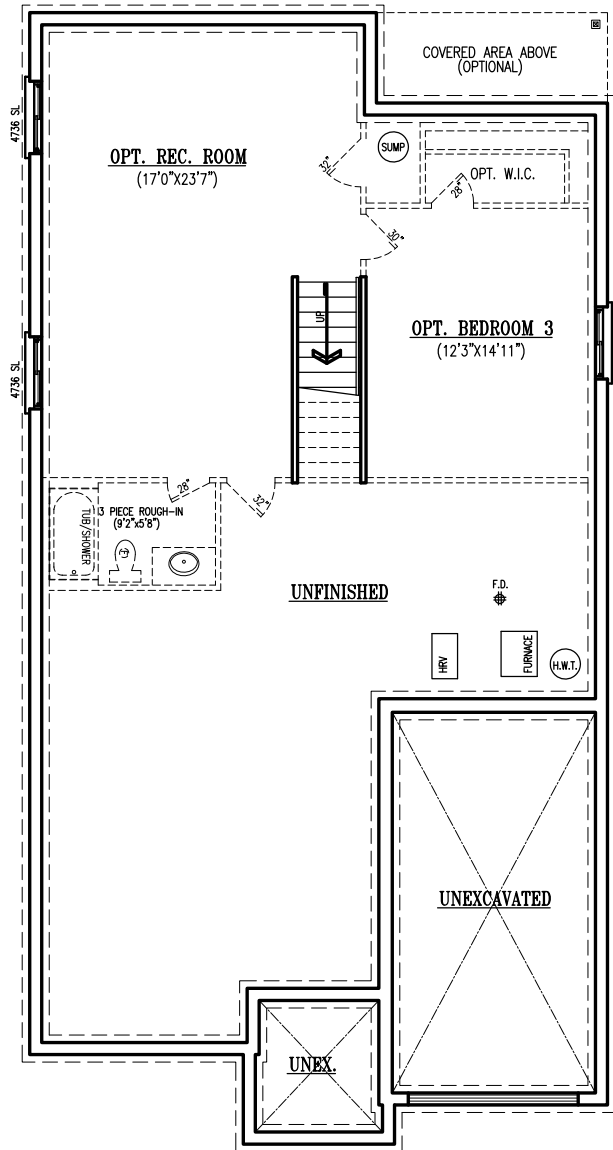 COVERED AREA ABOVE
(OPTIONAL)
4736 SL
OPT. REC. ROOM
(17'0"X23'7")
32"
SUMP
OPT. W.I.C.
28"
30"
UP
OPT. BEDROOM 3
(12'3"X14'11")
4736 SL
28"
32"
3 PIECE ROUGH-IN
(9'2"x5'8")
TUB/SHOWER
UNFINISHED
F.D.
HRV
FURNACE
H.W.T.
UNEXCAVATED
UNEX.